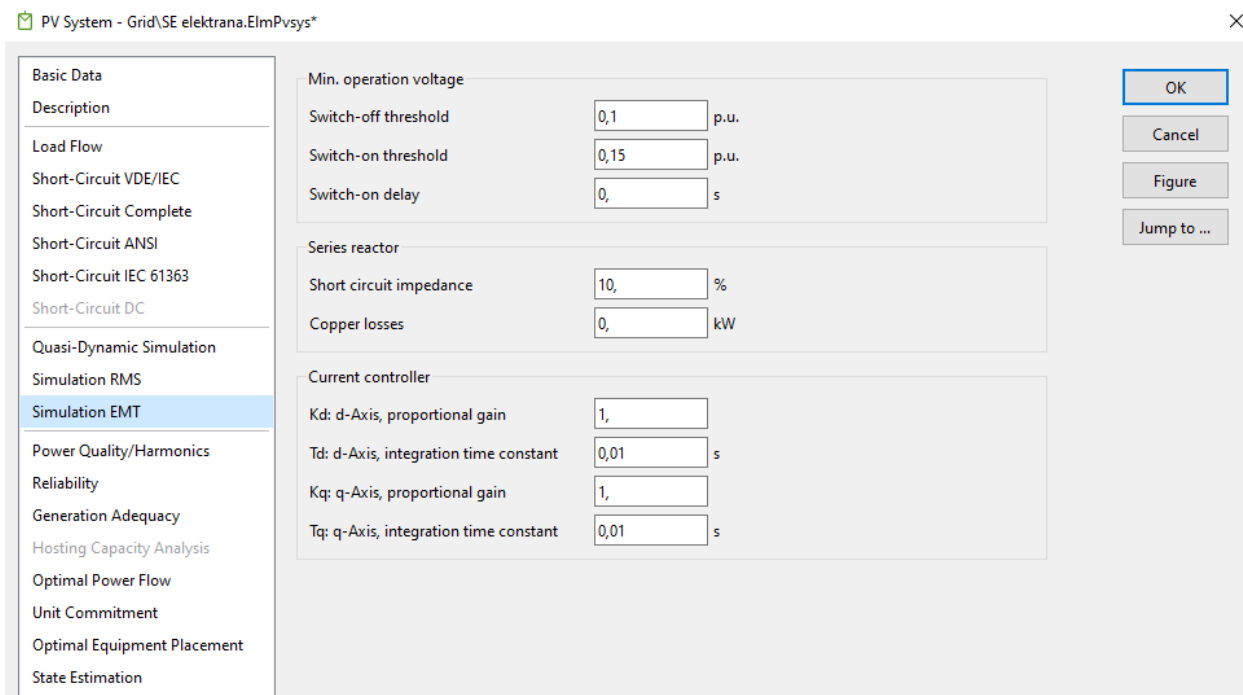 PV System - Grid\SE elektrana.ElmPvsys*
Basic Data
Description
Load Flow
Short-Circuit VDE/IEC
Short-Circuit Complete
Short-Circuit ANSI
Short-Circuit IEC 61363
Short-Circuit DC
Quasi-Dynamic Simulation
Simulation RMS
Simulation EMT
Power Quality/Harmonics
Reliability
Generation Adequacy
Hosting Capacity Analysis
Optimal Power Flow
Unit Commitment
Optimal Equipment Placement
State Estimation
Min. operation voltage
Switch-off threshold 0,1 p.u.
Switch-on threshold 0,15 p.u.
Switch-on delay 0, s
Series reactor
Short circuit impedance 10, %
Copper losses 0, kW
Current controller
Kd: d-Axis, proportional gain 1,
Td: d-Axis, integration time constant 0,01 s
Kq: q-Axis, proportional gain 1,
Tq: q-Axis, integration time constant 0,01 s
OK
Cancel
Figure
Jump to ...